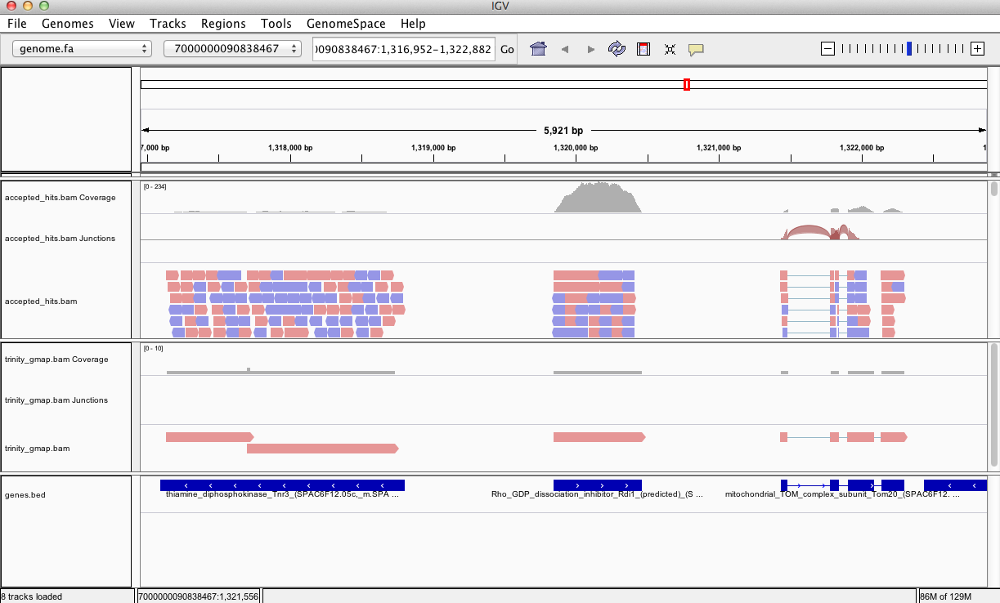 IGV
File Genomes View Tracks Regions Tools GenomeSpace Help
genome.fa 7000000090838467 0090838467:1,316,952-1,322,882 Go
5,921 bp
7,000 bp 1,318,000 bp 1,319,000 bp 1,320,000 bp 1,321,000 bp 1,322,000 bp 1
accepted_hits.bam Coverage [0 - 234]
accepted_hits.bam Junctions
accepted_hits.bam
trinity_gmap.bam Coverage [0 - 10]
trinity_gmap.bam Junctions
trinity_gmap.bam
genes.bed
thiamine_diphosphokinase_Tnr3_(SPAC6F12.05c,_m.SPA ... Rho_GDP_dissociation_inhibitor_Rdi1_(predicted)_(S ... mitochondrial_TOM_complex_subunit_Tom20_(SPAC6F12. ...
8 tracks loaded 7000000090838467:1,321,556 86M of 129M